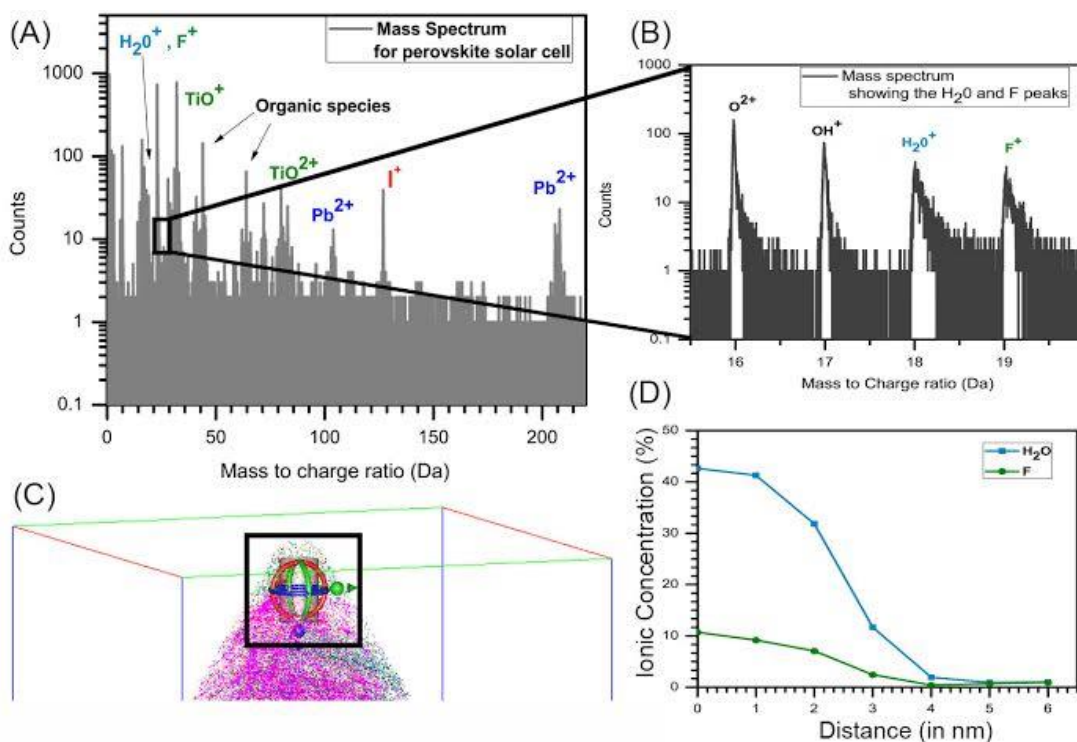 (A)
Mass Spectrum
for perovskite solar cell
H₂0⁺ , F⁺
TiO⁺
Organic species
TiO²⁺
Pb²⁺
I⁺
Pb²⁺
1000
100
10
1
0.1
Counts
0
50
100
150
200
Mass to charge ratio (Da)
(B)
Mass spectrum
showing the H₂0 and F peaks
O²⁺
OH⁺
H₂0⁺
F⁺
1000
100
10
1
0.1
Counts
16
17
18
19
Mass to Charge ratio (Da)
(C)
(D)
H₂O
F
50
40
30
20
10
0
Ionic Concentration (%)
0
1
2
3
4
5
6
Distance (in nm)